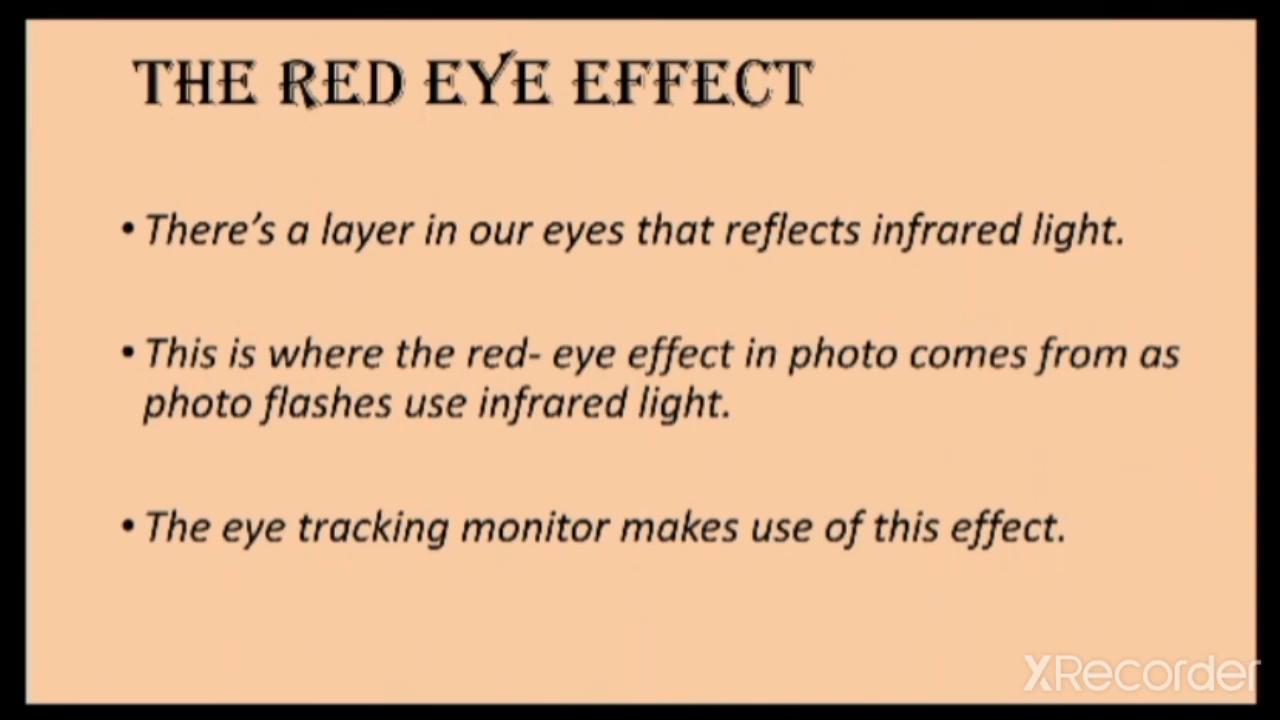 THE RED EYE EFFECT
• There's a layer in our eyes that reflects infrared light.
• This is where the red- eye effect in photo comes from as
photo flashes use infrared light.
• The eye tracking monitor makes use of this effect.
XRecorder